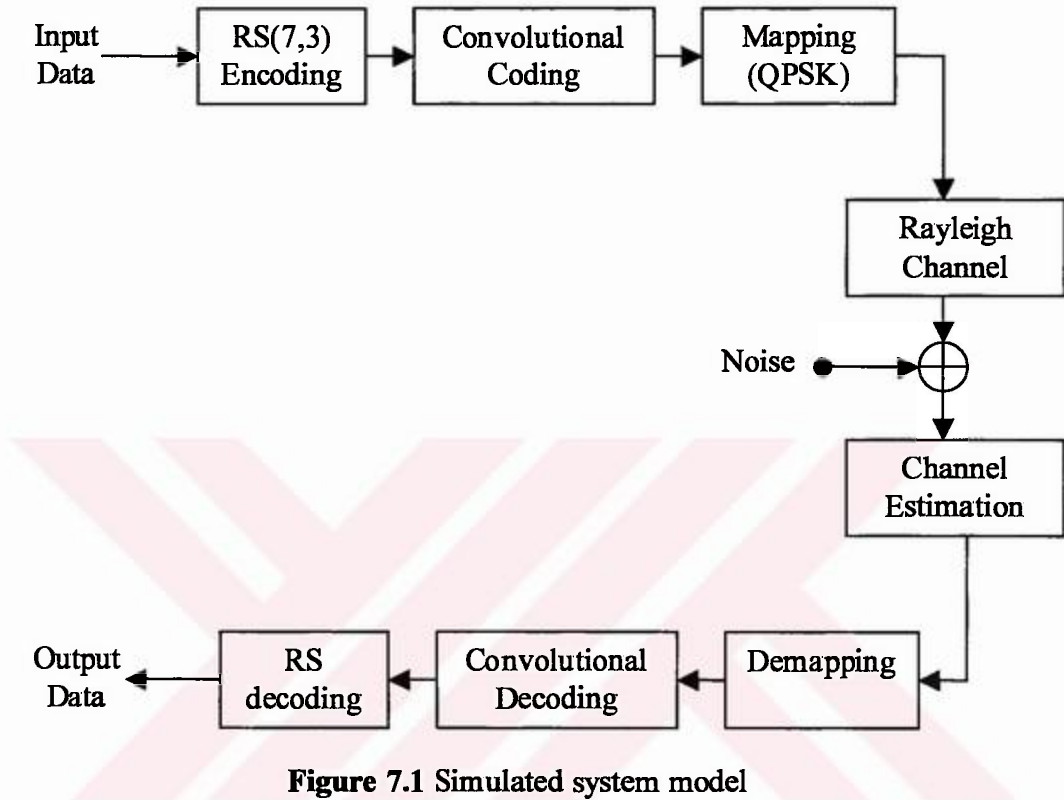 Input
Data
RS(7,3)
Encoding
Convolutional
Coding
Mapping
(QPSK)
Rayleigh
Channel
Noise
Channel
Estimation
Demapping
Convolutional
Decoding
RS
decoding
Output
Data
Figure 7.1 Simulated system model